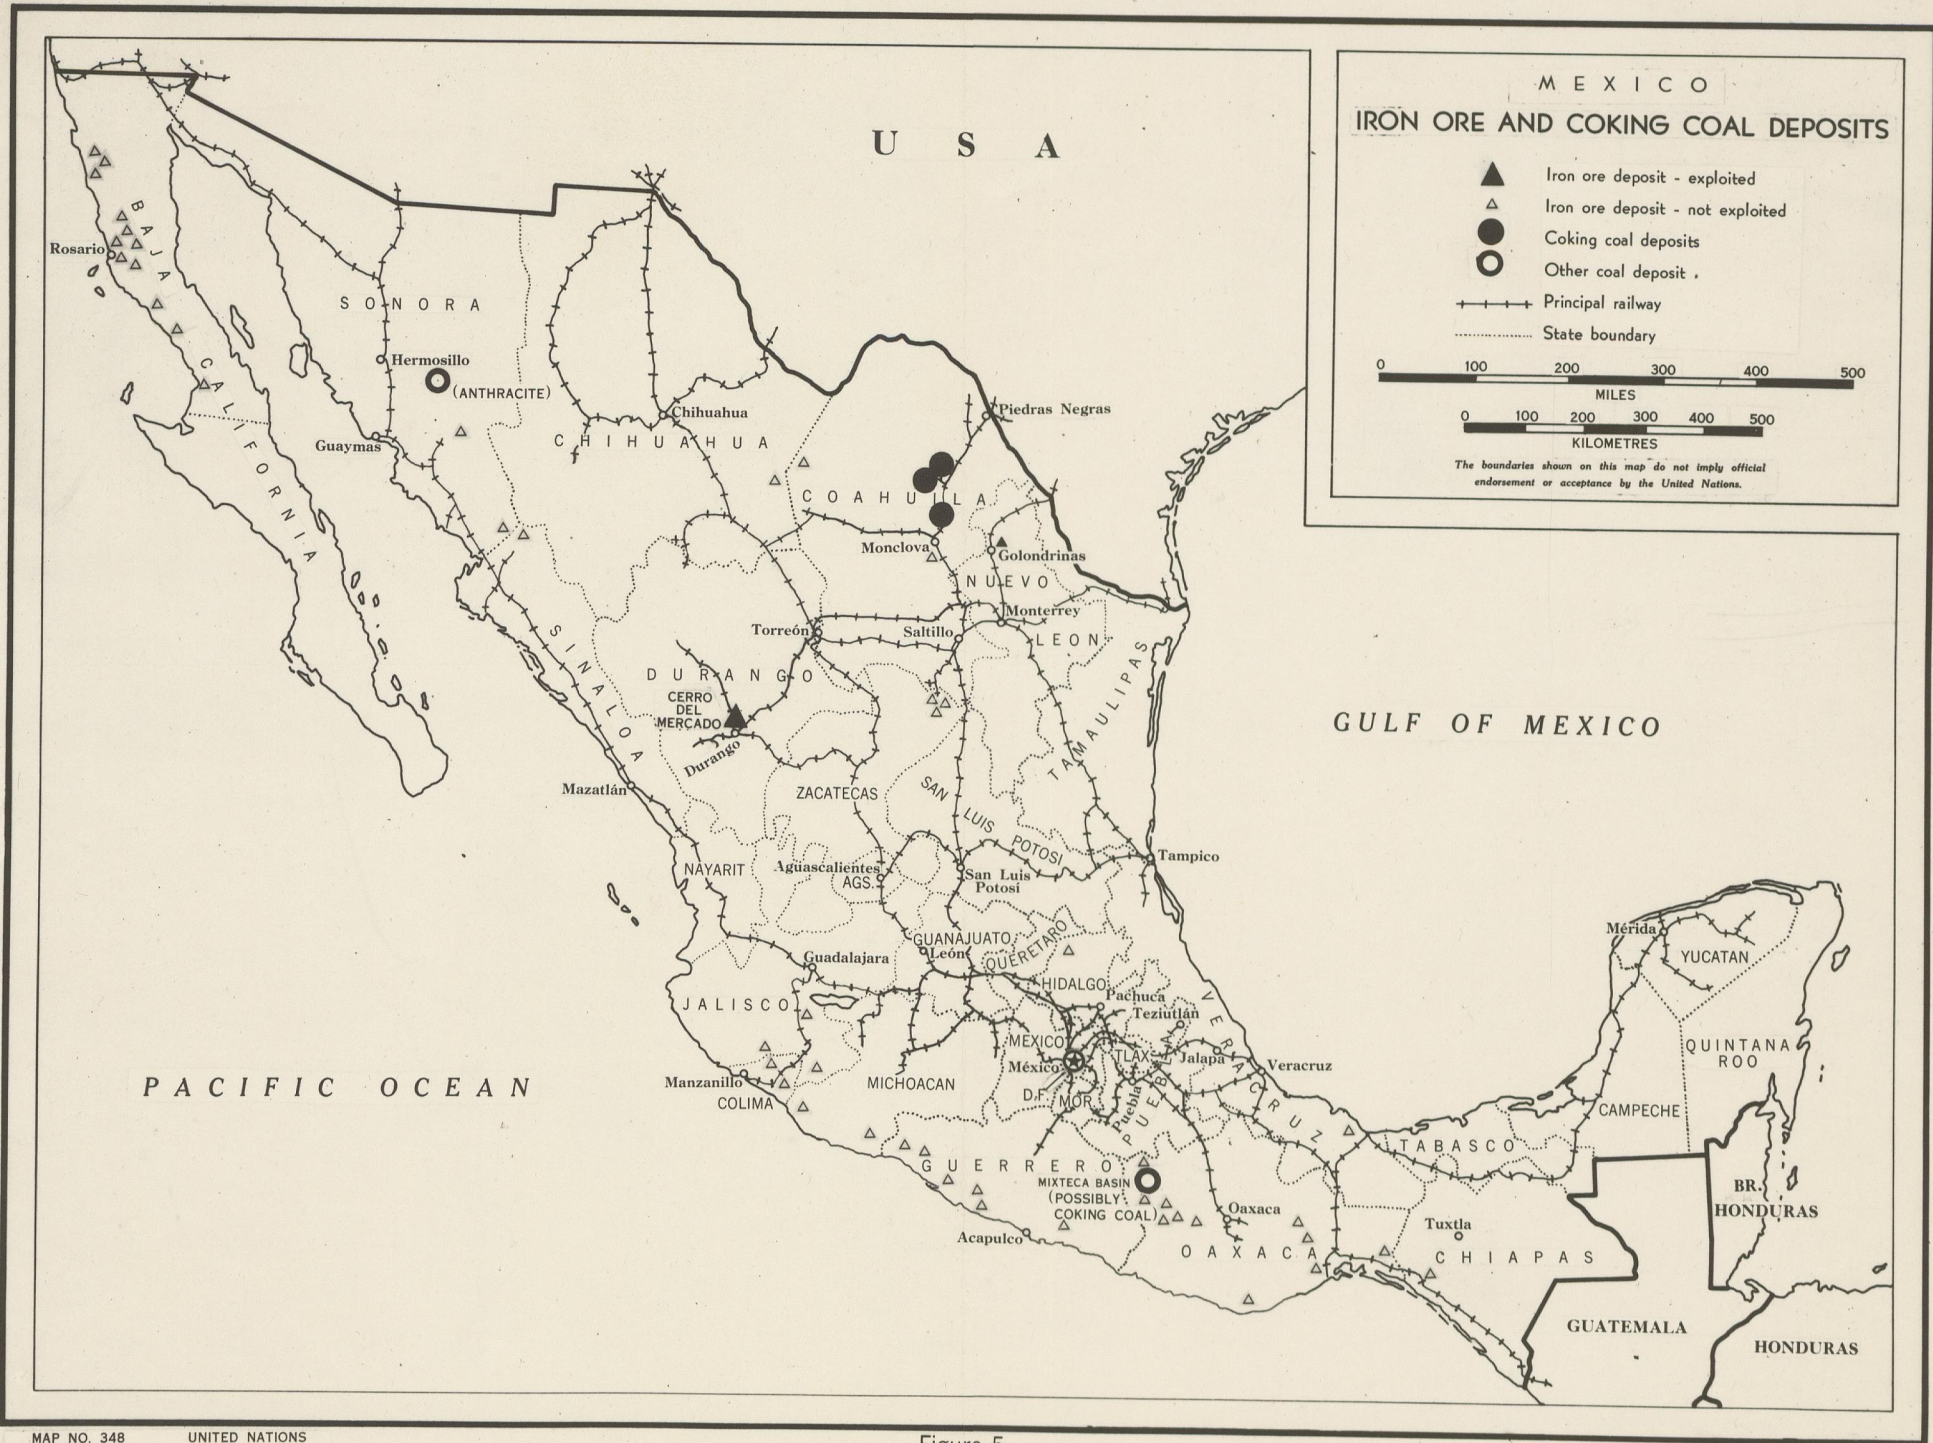 MEXICO
IRON ORE AND COKING COAL DEPOSITS
Iron ore deposit - exploited
Iron ore deposit - not exploited
Coking coal deposits
Other coal deposit .
Principal railway
State boundary
0 100 200 300 400 500
MILES
0 100 200 300 400 500
KILOMETRES
The boundaries shown on this map do not imply official
endorsement or acceptance by the United Nations.
USA
BAJA CALIFORNIA
Rosario
SONORA
Hermosillo
(ANTHRACITE)
Guaymas
Chihuahua
CHIHUAHUA
Piedras Negras
COAHUILA
Monclova
Golondrinas
NUEVO
LEON
Monterrey
Torreón
Saltillo
SINALOA
DURANGO
CERRO
DEL
MERCADO
Durango
TAMAULIPAS
GULF OF MEXICO
Mazatlán
ZACATECAS
SAN LUIS POTOSI
NAYARIT
Aguascalientes
AGS.
San Luis
Potosí
Tampico
GUANAJUATO
León
QUERETARO
Guadalajara
HIDALGO
Pachuca
Teziutlán
JALISCO
VERACRUZ
MEXICO
México
TLAX.
Jalapa
Veracruz
D.F.
MOR.
Puebla
PUEBLA
Manzanillo
COLIMA
MICHOACAN
PACIFIC OCEAN
Mérida
YUCATAN
QUINTANA
ROO
CAMPECHE
TABASCO
GUERRERO
MIXTECA BASIN
(POSSIBLY
COKING COAL)
Acapulco
Oaxaca
OAXACA
Tuxtla
CHIAPAS
BR.
HONDURAS
GUATEMALA
HONDURAS
MAP NO. 348 UNITED NATIONS
Figure 5